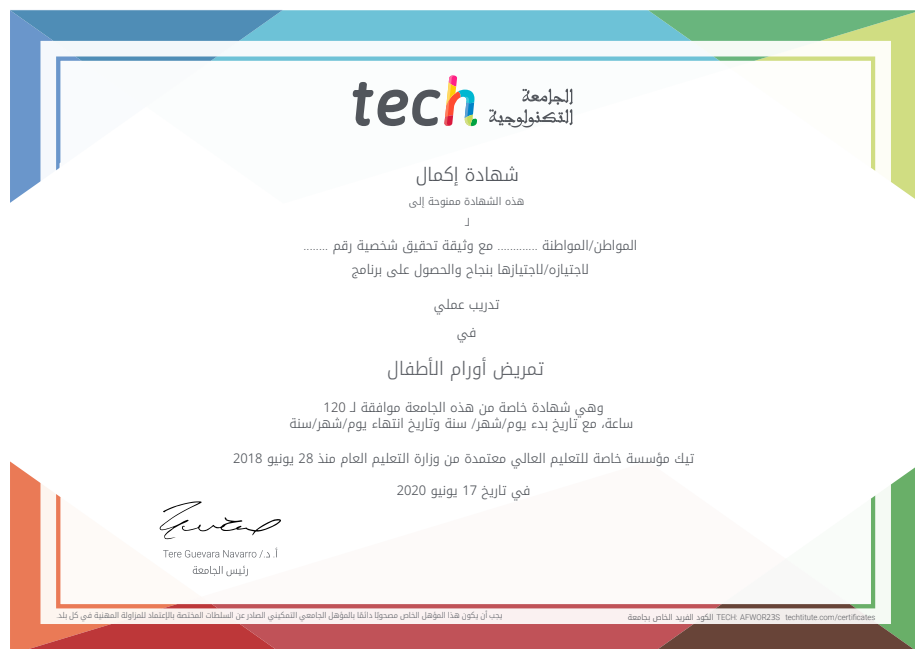 tech الجامعة
التكنولوجية
شهادة إكمال
هذه الشهادة ممنوحة إلى
لـ
المواطن/المواطنة ............. مع وثيقة تحقيق شخصية رقم ........
لاجتيازه/لاجتيازها بنجاح والحصول على برنامج
تدريب عملي
في
تمريض أورام الأطفال
وهي شهادة خاصة من هذه الجامعة موافقة لـ 120
ساعة، مع تاريخ بدء يوم/شهر/ سنة وتاريخ انتهاء يوم/شهر/سنة
تيك مؤسسة خاصة للتعليم العالي معتمدة من وزارة التعليم العام منذ 28 يونيو 2018
في تاريخ 17 يونيو 2020
أ. د./ Tere Guevara Navarro
رئيس الجامعة
يجب أن يكون هذا المؤهل الخاص مصحوبًا دائمًا بالمؤهل الجامعي التمكيني الصادر عن السلطات المختصة بالإعتماد للمزاولة المهنية في كل بلد.
الكود الفريد الخاص بجامعة TECH: AFWOR23S techtitute.com/certificates